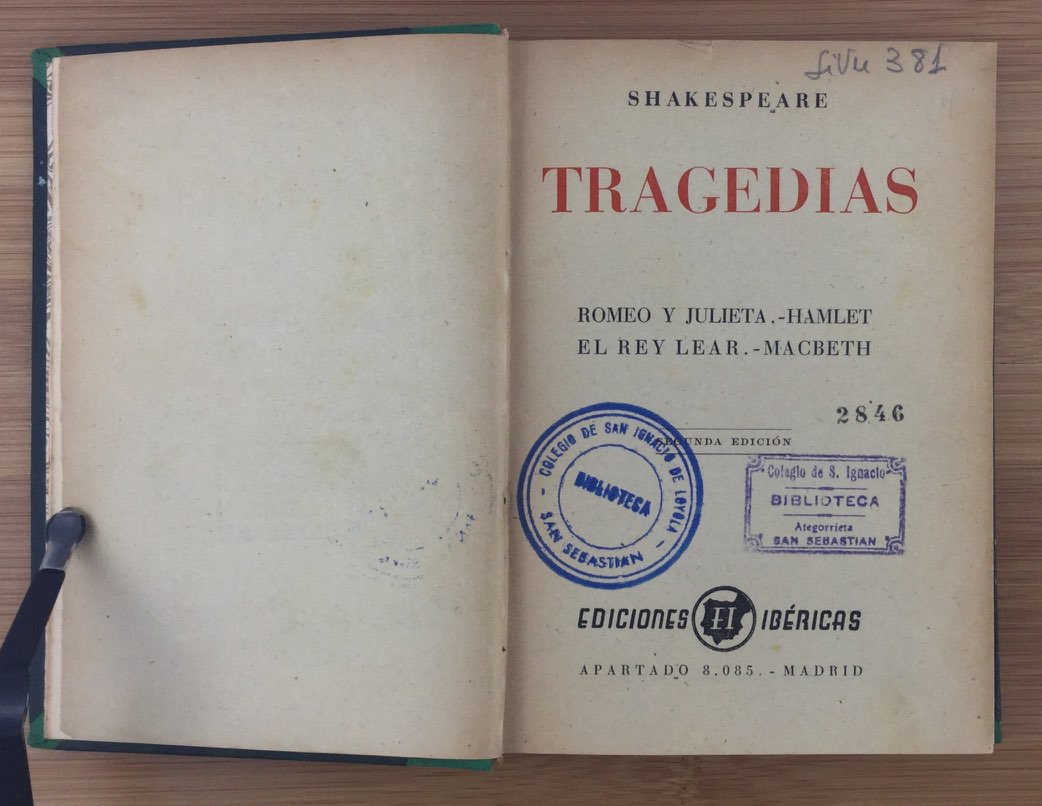 381
SHAKESPEARE
TRAGEDIAS
ROMEO Y JULIETA.-HAMLET
EL REY LEAR.-MACBETH
2846
SEGUNDA EDICIÓN
COLEGIO DE SAN IGNACIO DE LOYOLA
BIBLIOTECA
- SAN SEBASTIAN -
Colegio de S. Ignacio
BIBLIOTECA
Ategorrieta
SAN SEBASTIAN
EDICIONES EI IBÉRICAS
APARTADO 8.085.-MADRID